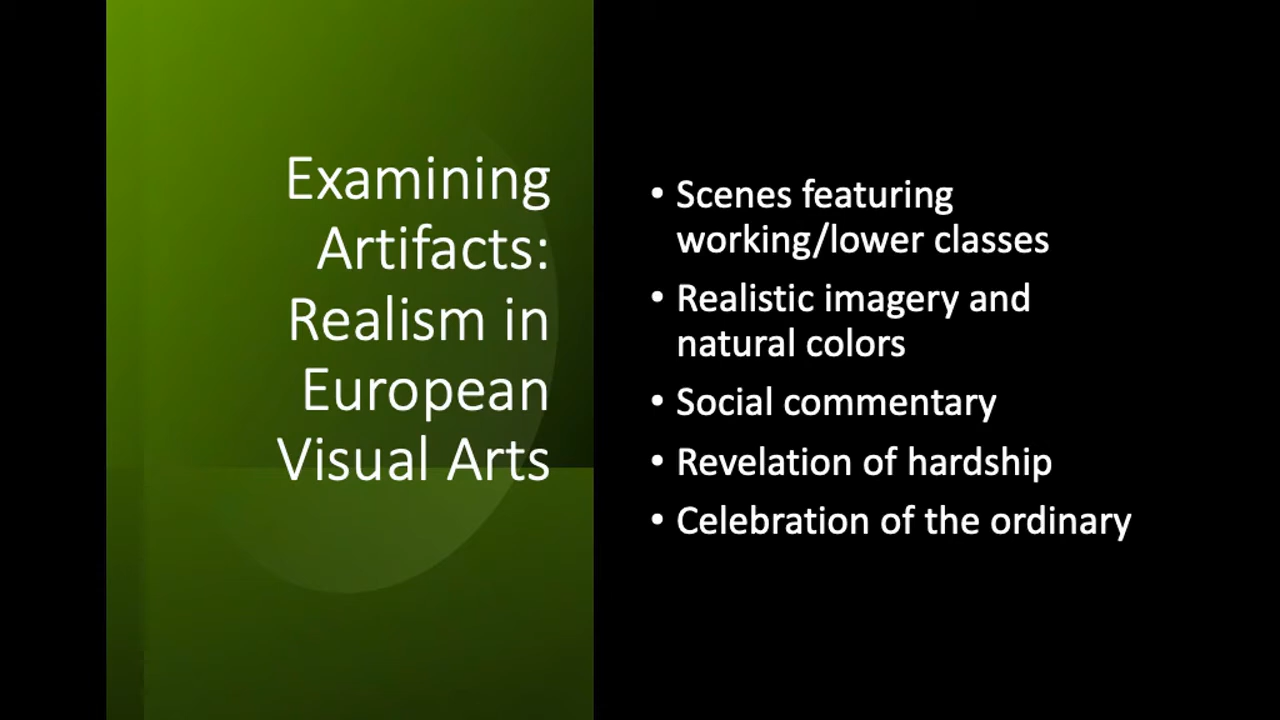 Examining
Artifacts:
Realism in
European
Visual Arts
• Scenes featuring
working/lower classes
• Realistic imagery and
natural colors
• Social commentary
• Revelation of hardship
• Celebration of the ordinary